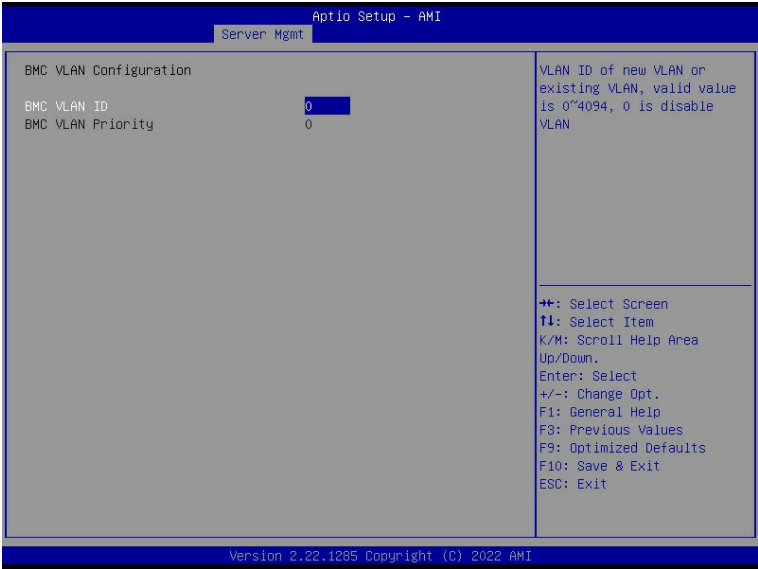 Aptio Setup - AMI
Server Mgmt
BMC VLAN Configuration
BMC VLAN ID 0
BMC VLAN Priority 0
VLAN ID of new VLAN or
existing VLAN, valid value
is 0~4094, 0 is disable
VLAN
→←: Select Screen
↑↓: Select Item
K/M: Scroll Help Area
Up/Down.
Enter: Select
+/-: Change Opt.
F1: General Help
F3: Previous Values
F9: Optimized Defaults
F10: Save & Exit
ESC: Exit
Version 2.22.1285 Copyright (C) 2022 AMI